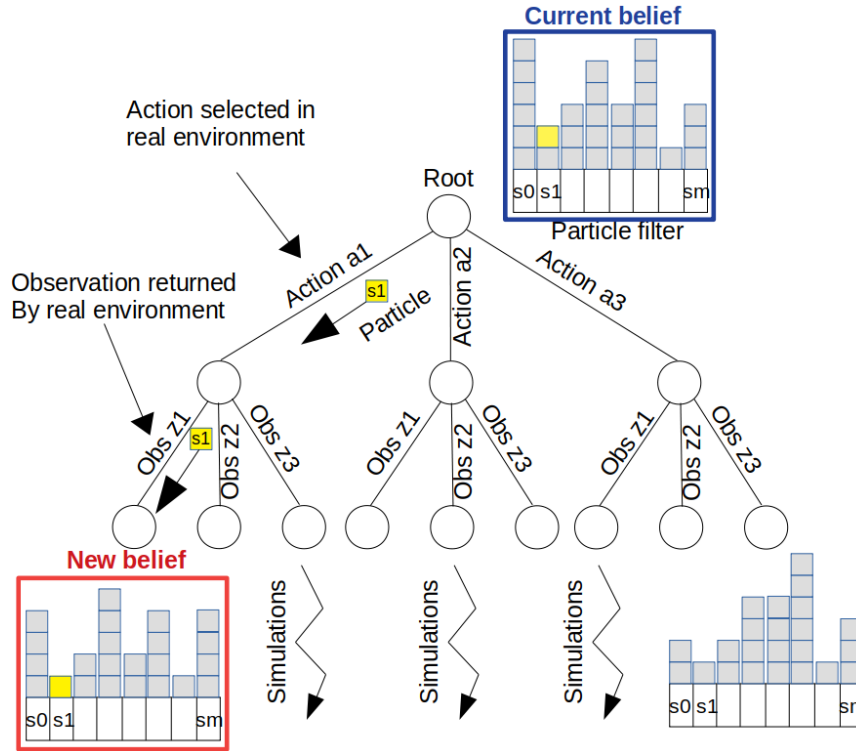 Current belief
s0 s1 sm
Particle filter
Action selected in
real environment
Root
Action a1
Action a2
Action a3
s1
Particle
Observation returned
By real environment
Obs z1
s1
Obs z2
Obs z3
Obs z1
Obs z2
Obs z3
Obs z1
Obs z2
Obs z3
New belief
s0 s1 sm
Simulations
Simulations
Simulations
s0 s1